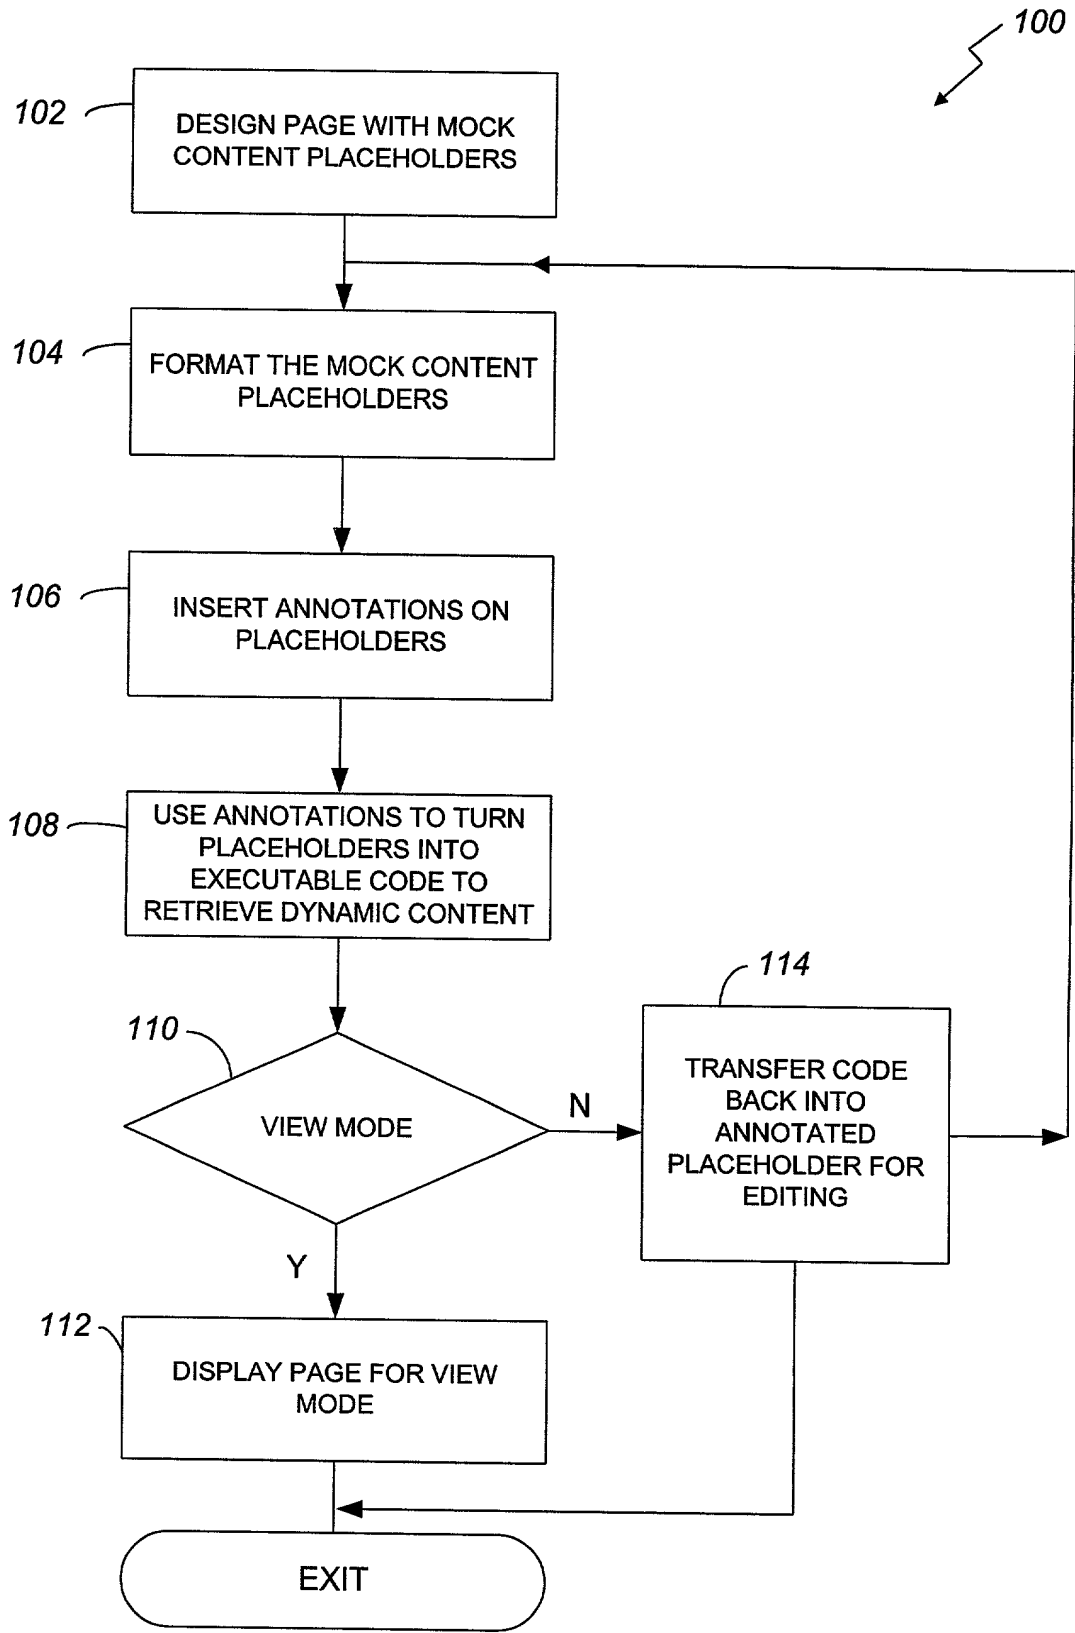 100
102
DESIGN PAGE WITH MOCK
CONTENT PLACEHOLDERS
104
FORMAT THE MOCK CONTENT
PLACEHOLDERS
106
INSERT ANNOTATIONS ON
PLACEHOLDERS
108
USE ANNOTATIONS TO TURN
PLACEHOLDERS INTO
EXECUTABLE CODE TO
RETRIEVE DYNAMIC CONTENT
110
VIEW MODE
N
114
TRANSFER CODE
BACK INTO
ANNOTATED
PLACEHOLDER FOR
EDITING
Y
112
DISPLAY PAGE FOR VIEW
MODE
EXIT